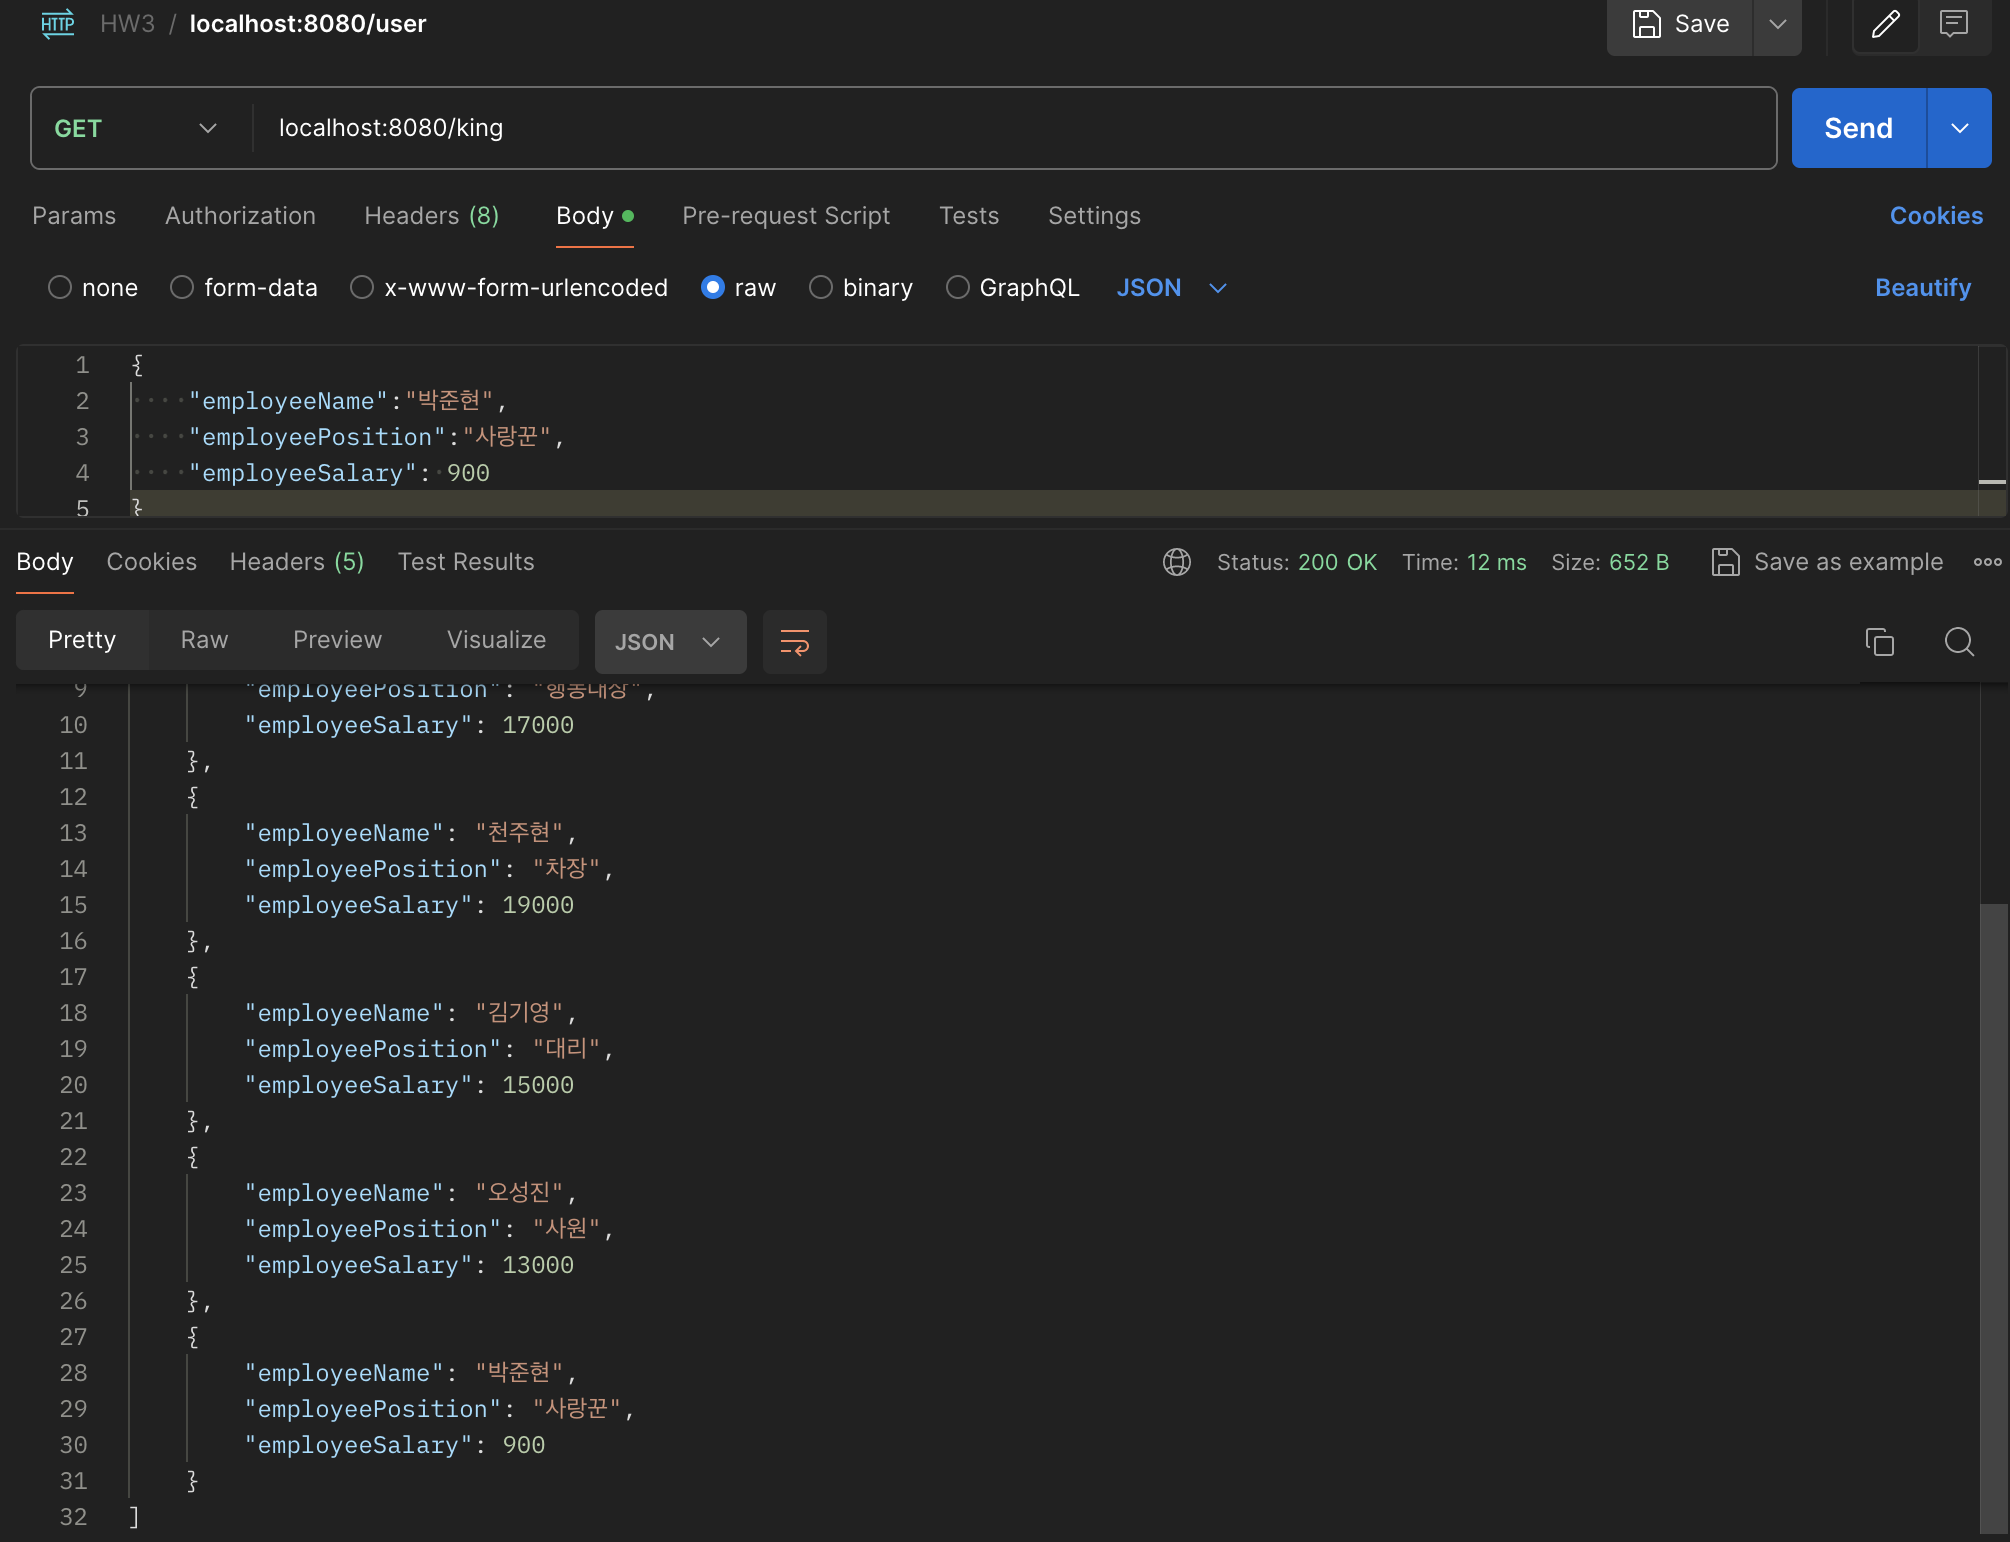 HTTP HW3 / localhost:8080/user Save
GET localhost:8080/king Send
Params Authorization Headers (8) Body Pre-request Script Tests Settings Cookies
none form-data x-www-form-urlencoded raw binary GraphQL JSON Beautify
1 {
2 ····"employeeName":"박준현",
3 ····"employeePosition":"사랑꾼",
4 ····"employeeSalary":·900
5 }
Body Cookies Headers (5) Test Results Status: 200 OK Time: 12 ms Size: 652 B Save as example
Pretty Raw Preview Visualize JSON
9 "employeePosition": "행동대장",
10 "employeeSalary": 17000
11 },
12 {
13 "employeeName": "천주현",
14 "employeePosition": "차장",
15 "employeeSalary": 19000
16 },
17 {
18 "employeeName": "김기영",
19 "employeePosition": "대리",
20 "employeeSalary": 15000
21 },
22 {
23 "employeeName": "오성진",
24 "employeePosition": "사원",
25 "employeeSalary": 13000
26 },
27 {
28 "employeeName": "박준현",
29 "employeePosition": "사랑꾼",
30 "employeeSalary": 900
31 }
32 ]